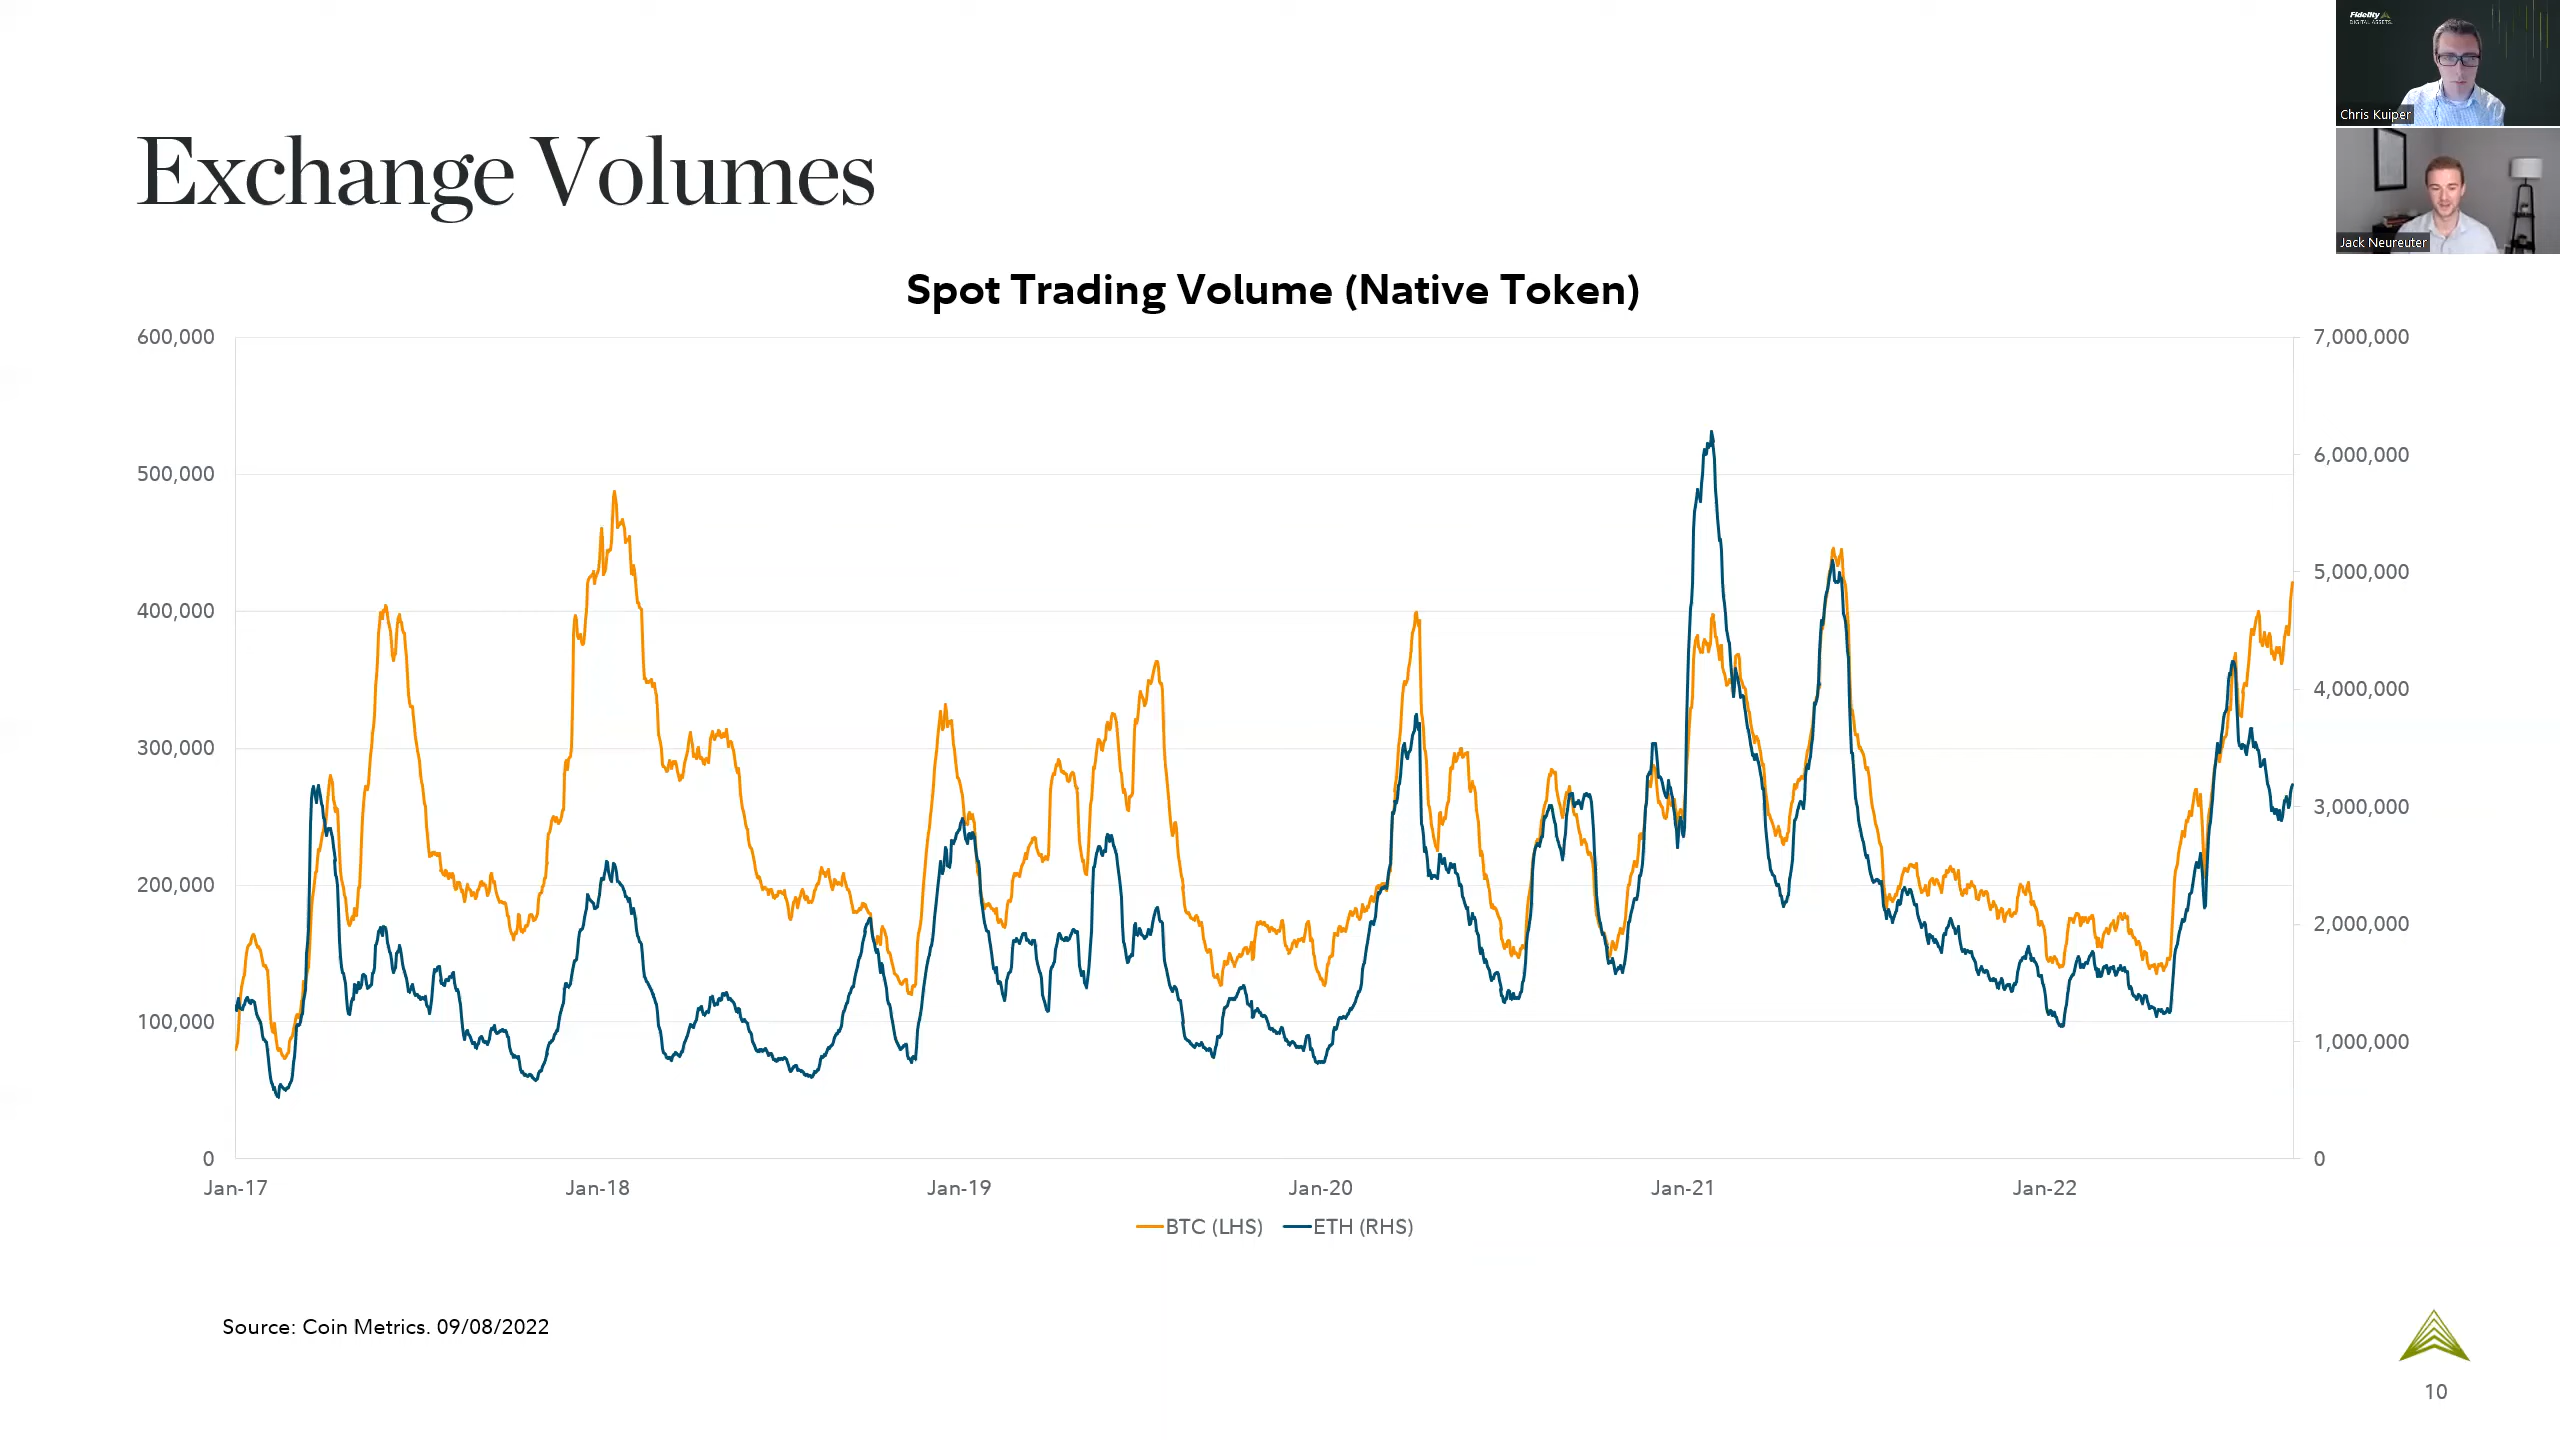 Fidelity
DIGITAL ASSETS.
Chris Kuiper
Jack Neureuter
Exchange Volumes
Spot Trading Volume (Native Token)
600,000
500,000
400,000
300,000
200,000
100,000
0
7,000,000
6,000,000
5,000,000
4,000,000
3,000,000
2,000,000
1,000,000
0
Jan-17 Jan-18 Jan-19 Jan-20 Jan-21 Jan-22
BTC (LHS) ETH (RHS)
Source: Coin Metrics. 09/08/2022
10